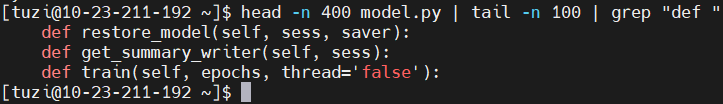 [tuzi@10-23-211-192 ~]$ head -n 400 model.py | tail -n 100 | grep "def "
    def restore_model(self, sess, saver):
    def get_summary_writer(self, sess):
    def train(self, epochs, thread='false'):
[tuzi@10-23-211-192 ~]$